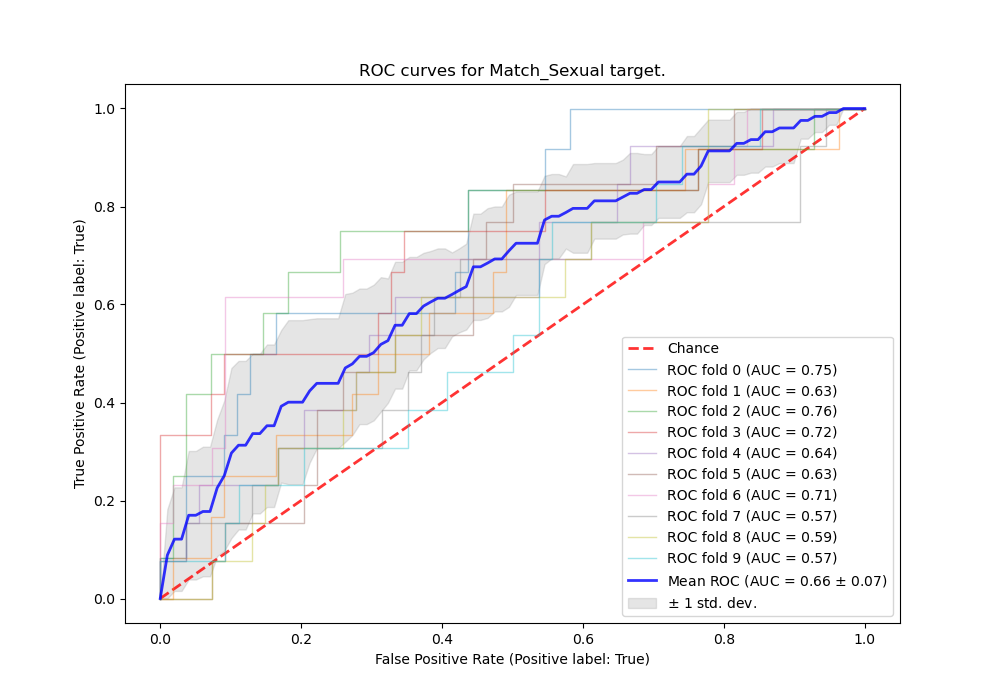 ROC curves for Match_Sexual target.
True Positive Rate (Positive label: True)
1.0
0.8
0.6
0.4
0.2
0.0
Chance
ROC fold 0 (AUC = 0.75)
ROC fold 1 (AUC = 0.63)
ROC fold 2 (AUC = 0.76)
ROC fold 3 (AUC = 0.72)
ROC fold 4 (AUC = 0.64)
ROC fold 5 (AUC = 0.63)
ROC fold 6 (AUC = 0.71)
ROC fold 7 (AUC = 0.57)
ROC fold 8 (AUC = 0.59)
ROC fold 9 (AUC = 0.57)
Mean ROC (AUC = 0.66 ± 0.07)
± 1 std. dev.
0.0 0.2 0.4 0.6 0.8 1.0
False Positive Rate (Positive label: True)